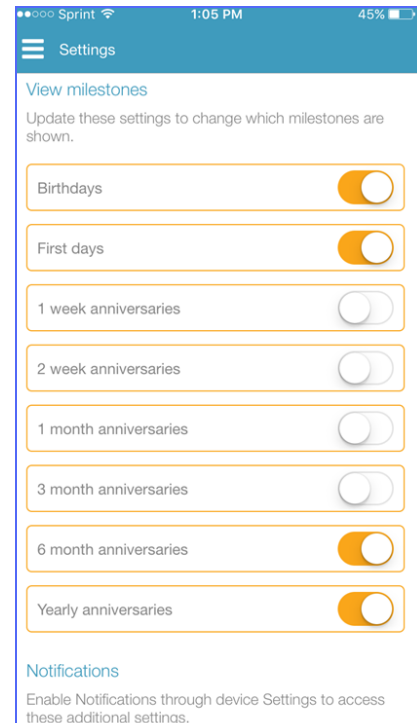 Sprint 1:05 PM 45%
Settings
View milestones
Update these settings to change which milestones are
shown.
Birthdays
First days
1 week anniversaries
2 week anniversaries
1 month anniversaries
3 month anniversaries
6 month anniversaries
Yearly anniversaries
Notifications
Enable Notifications through device Settings to access
these additional settings.